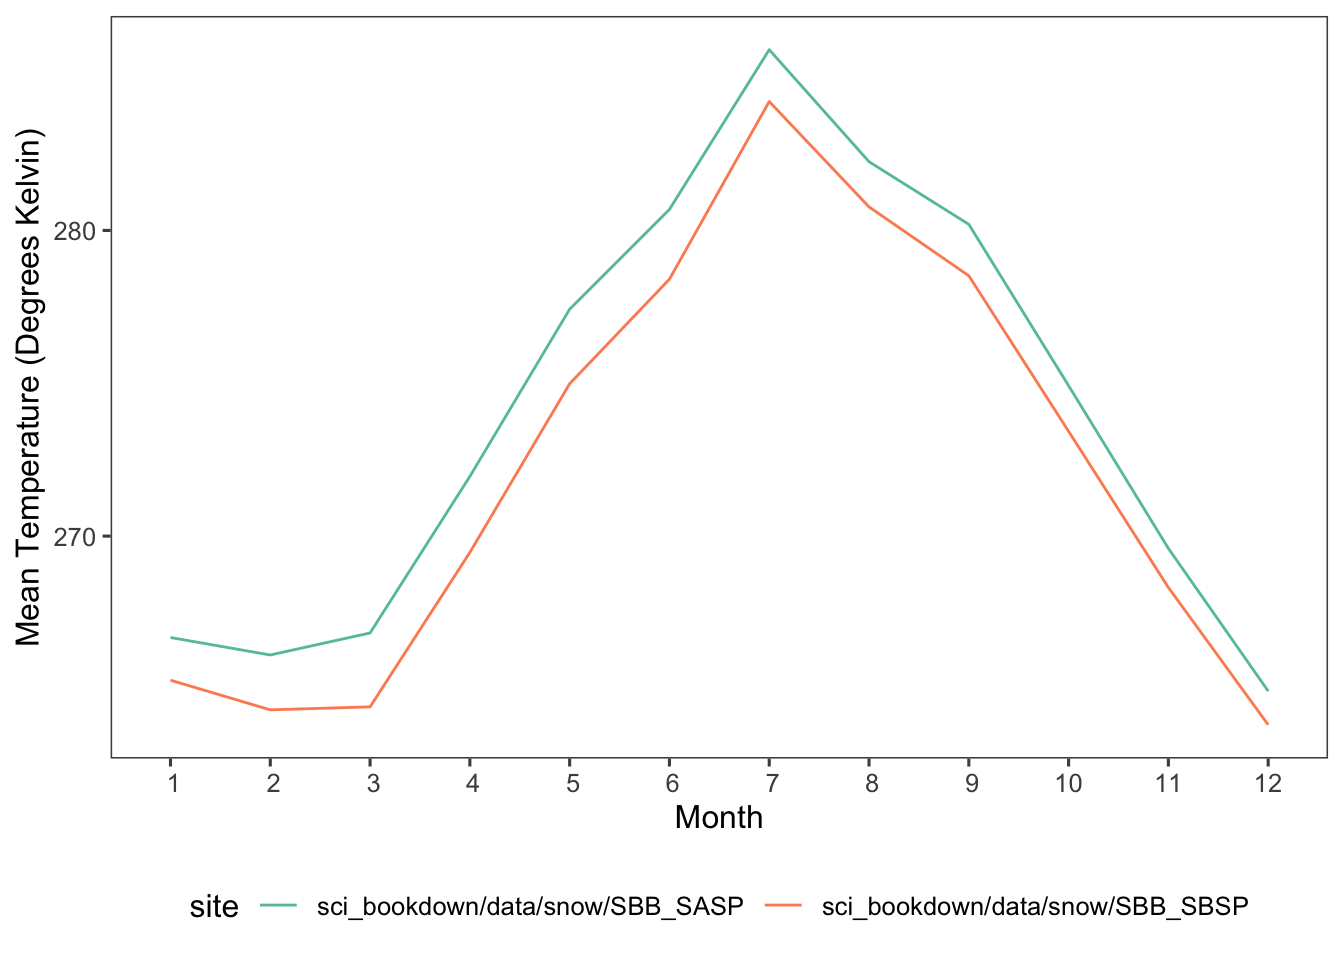 Mean Temperature (Degrees Kelvin)
280
270
1 2 3 4 5 6 7 8 9 10 11 12
Month
site sci_bookdown/data/snow/SBB_SASP sci_bookdown/data/snow/SBB_SBSP